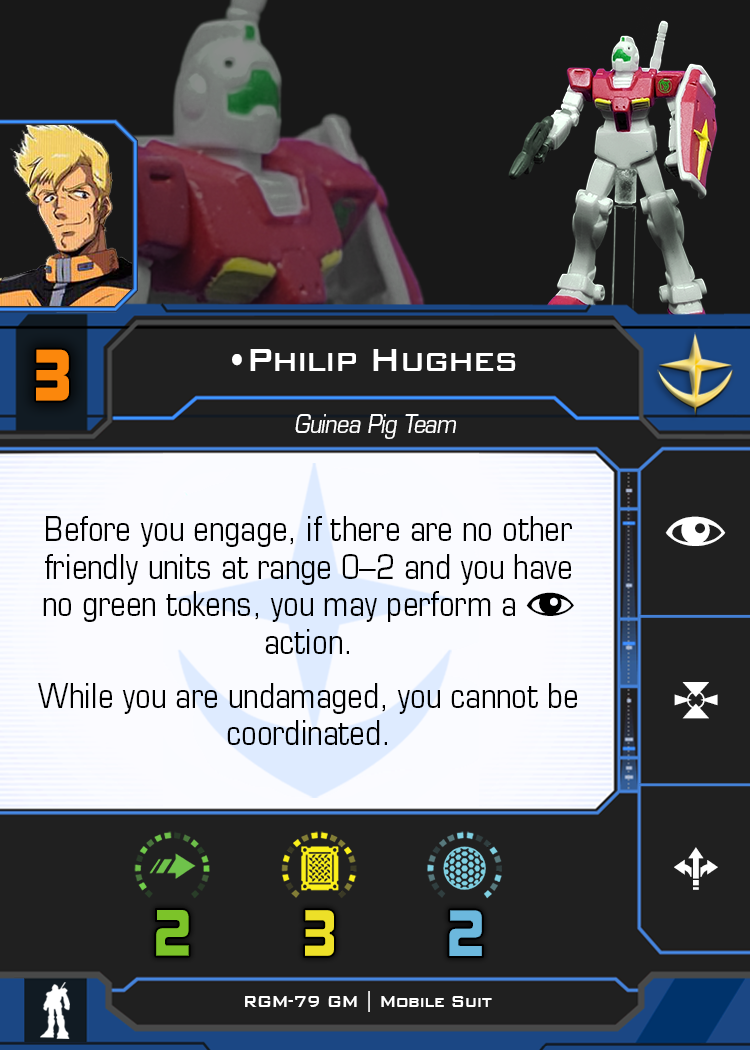 3
•Philip Hughes
Guinea Pig Team
Before you engage, if there are no other
friendly units at range 0–2 and you have
no green tokens, you may perform a
action.
While you are undamaged, you cannot be
coordinated.
2 3 2
RGM-79 GM | Mobile Suit